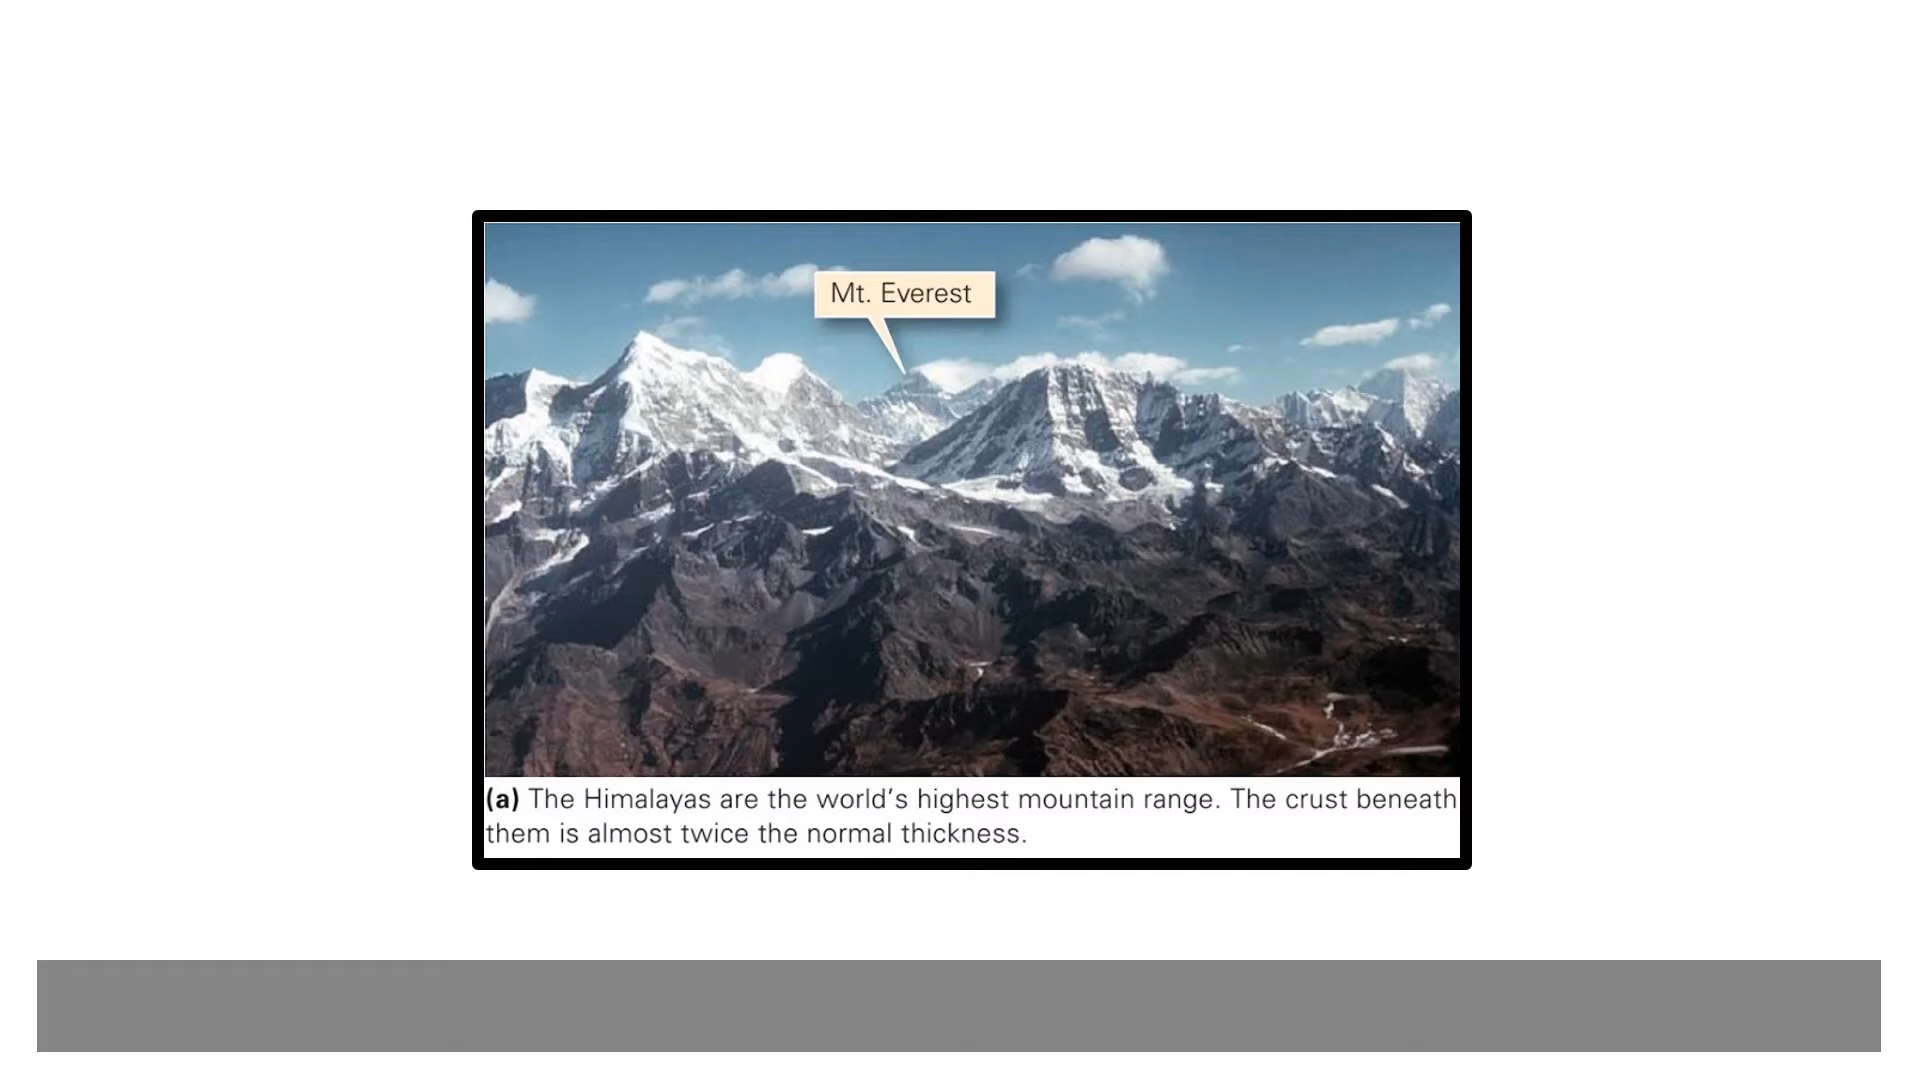 Mt. Everest
(a) The Himalayas are the world's highest mountain range. The crust beneath
them is almost twice the normal thickness.